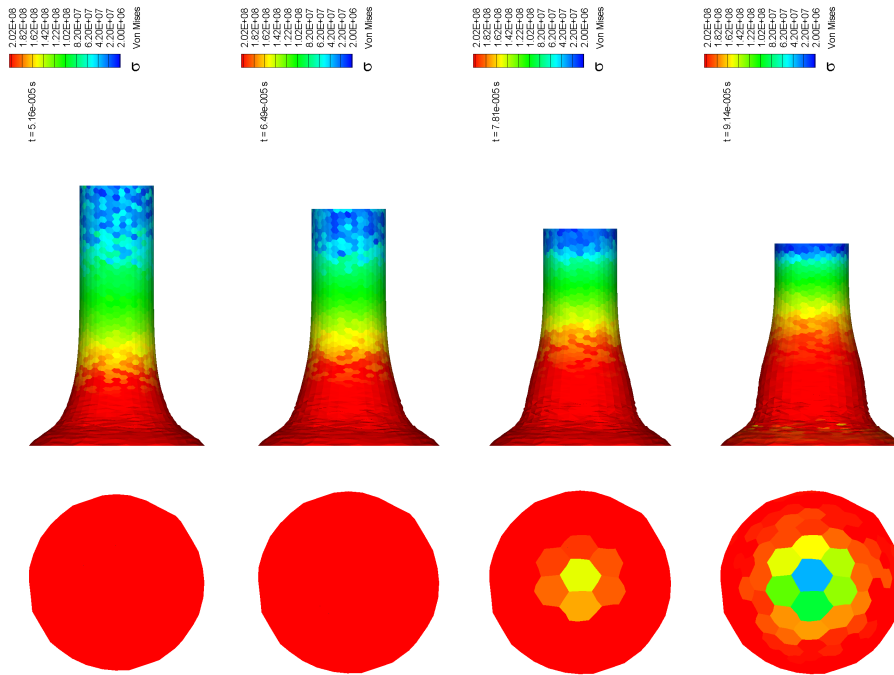 2.02E+08
1.82E+08
1.62E+08
1.42E+08
1.22E+08
1.02E+08
8.20E+07
6.20E+07
4.20E+07
2.20E+07
2.00E+06
σ Von Mises
t = 5.16e-005 s
2.02E+08
1.82E+08
1.62E+08
1.42E+08
1.22E+08
1.02E+08
8.20E+07
6.20E+07
4.20E+07
2.20E+07
2.00E+06
σ Von Mises
t = 6.49e-005 s
2.02E+08
1.82E+08
1.62E+08
1.42E+08
1.22E+08
1.02E+08
8.20E+07
6.20E+07
4.20E+07
2.20E+07
2.00E+06
σ Von Mises
t = 7.81e-005 s
2.02E+08
1.82E+08
1.62E+08
1.42E+08
1.22E+08
1.02E+08
8.20E+07
6.20E+07
4.20E+07
2.20E+07
2.00E+06
σ Von Mises
t = 9.14e-005 s